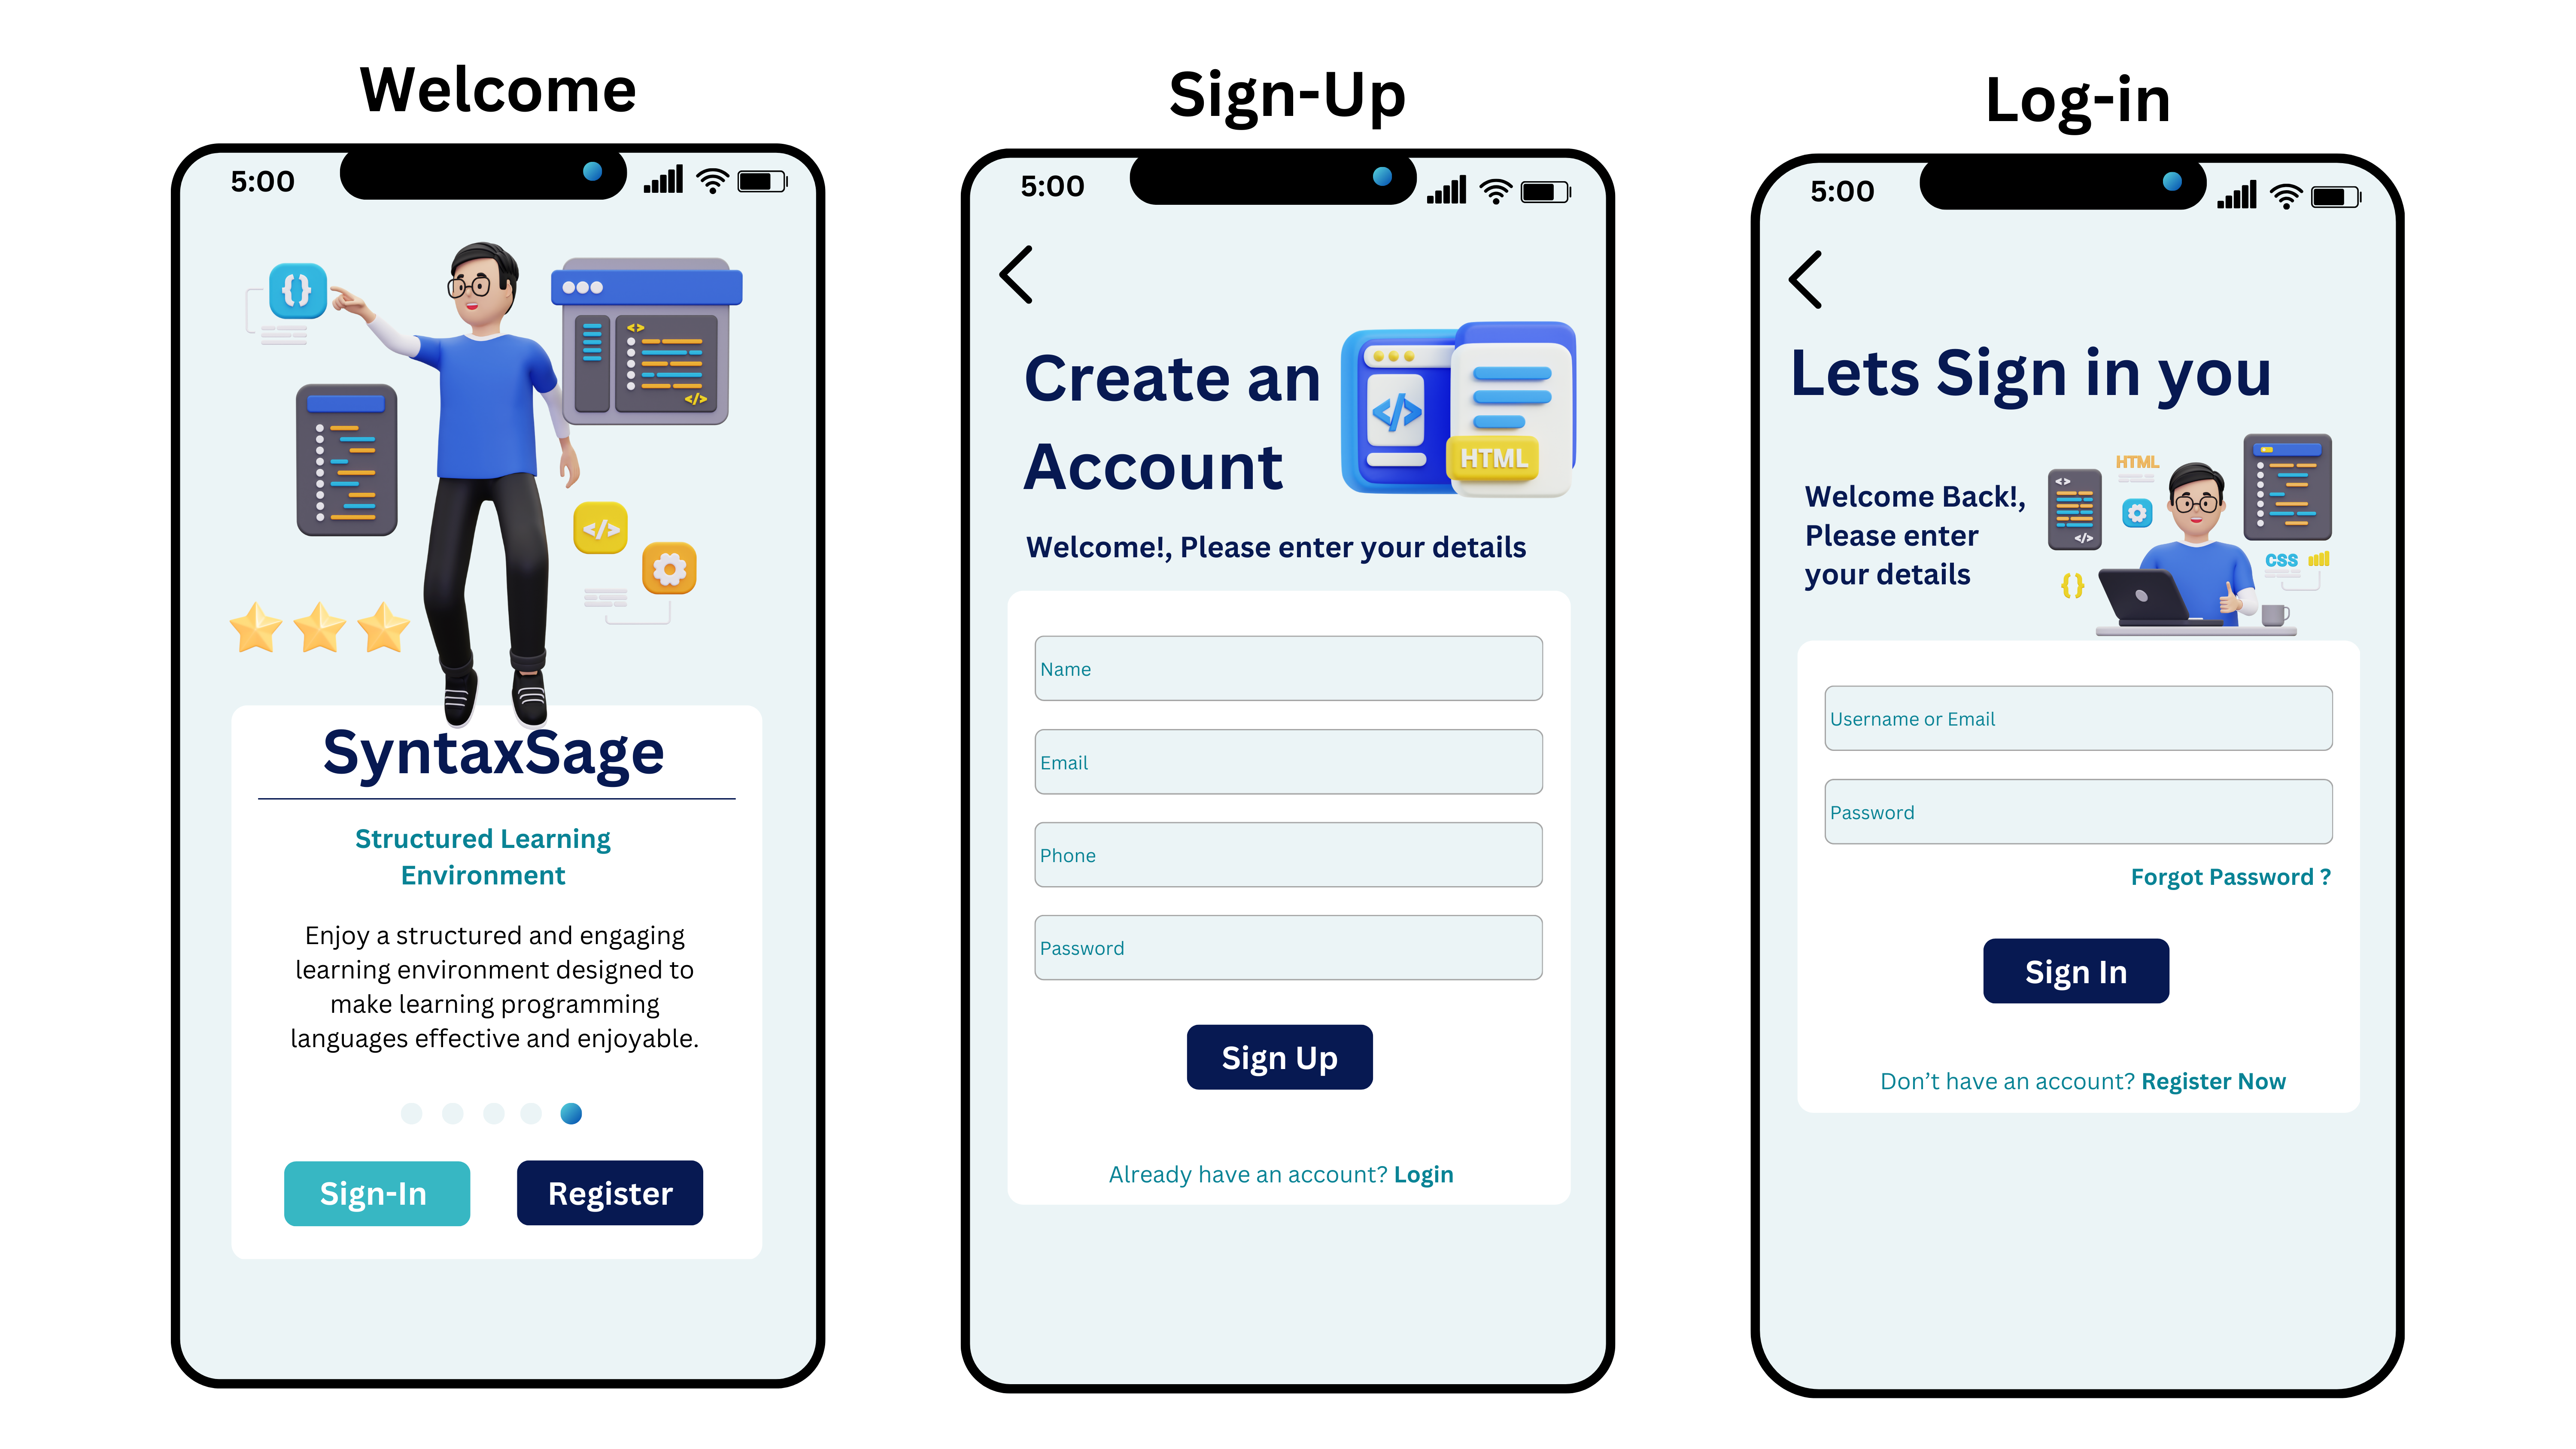 Welcome
5:00
{}
<>
</>
</>
SyntaxSage
Structured Learning
Environment
Enjoy a structured and engaging
learning environment designed to
make learning programming
languages effective and enjoyable.
Sign-In
Register
Sign-Up
5:00
Create an
Account
</>
HTML
Welcome!, Please enter your details
Name
Email
Phone
Password
Sign Up
Already have an account? Login
Log-in
5:00
Lets Sign in you
Welcome Back!,
Please enter
your details
HTML
<>
</>
CSS
{}
Username or Email
Password
Forgot Password ?
Sign In
Don’t have an account? Register Now